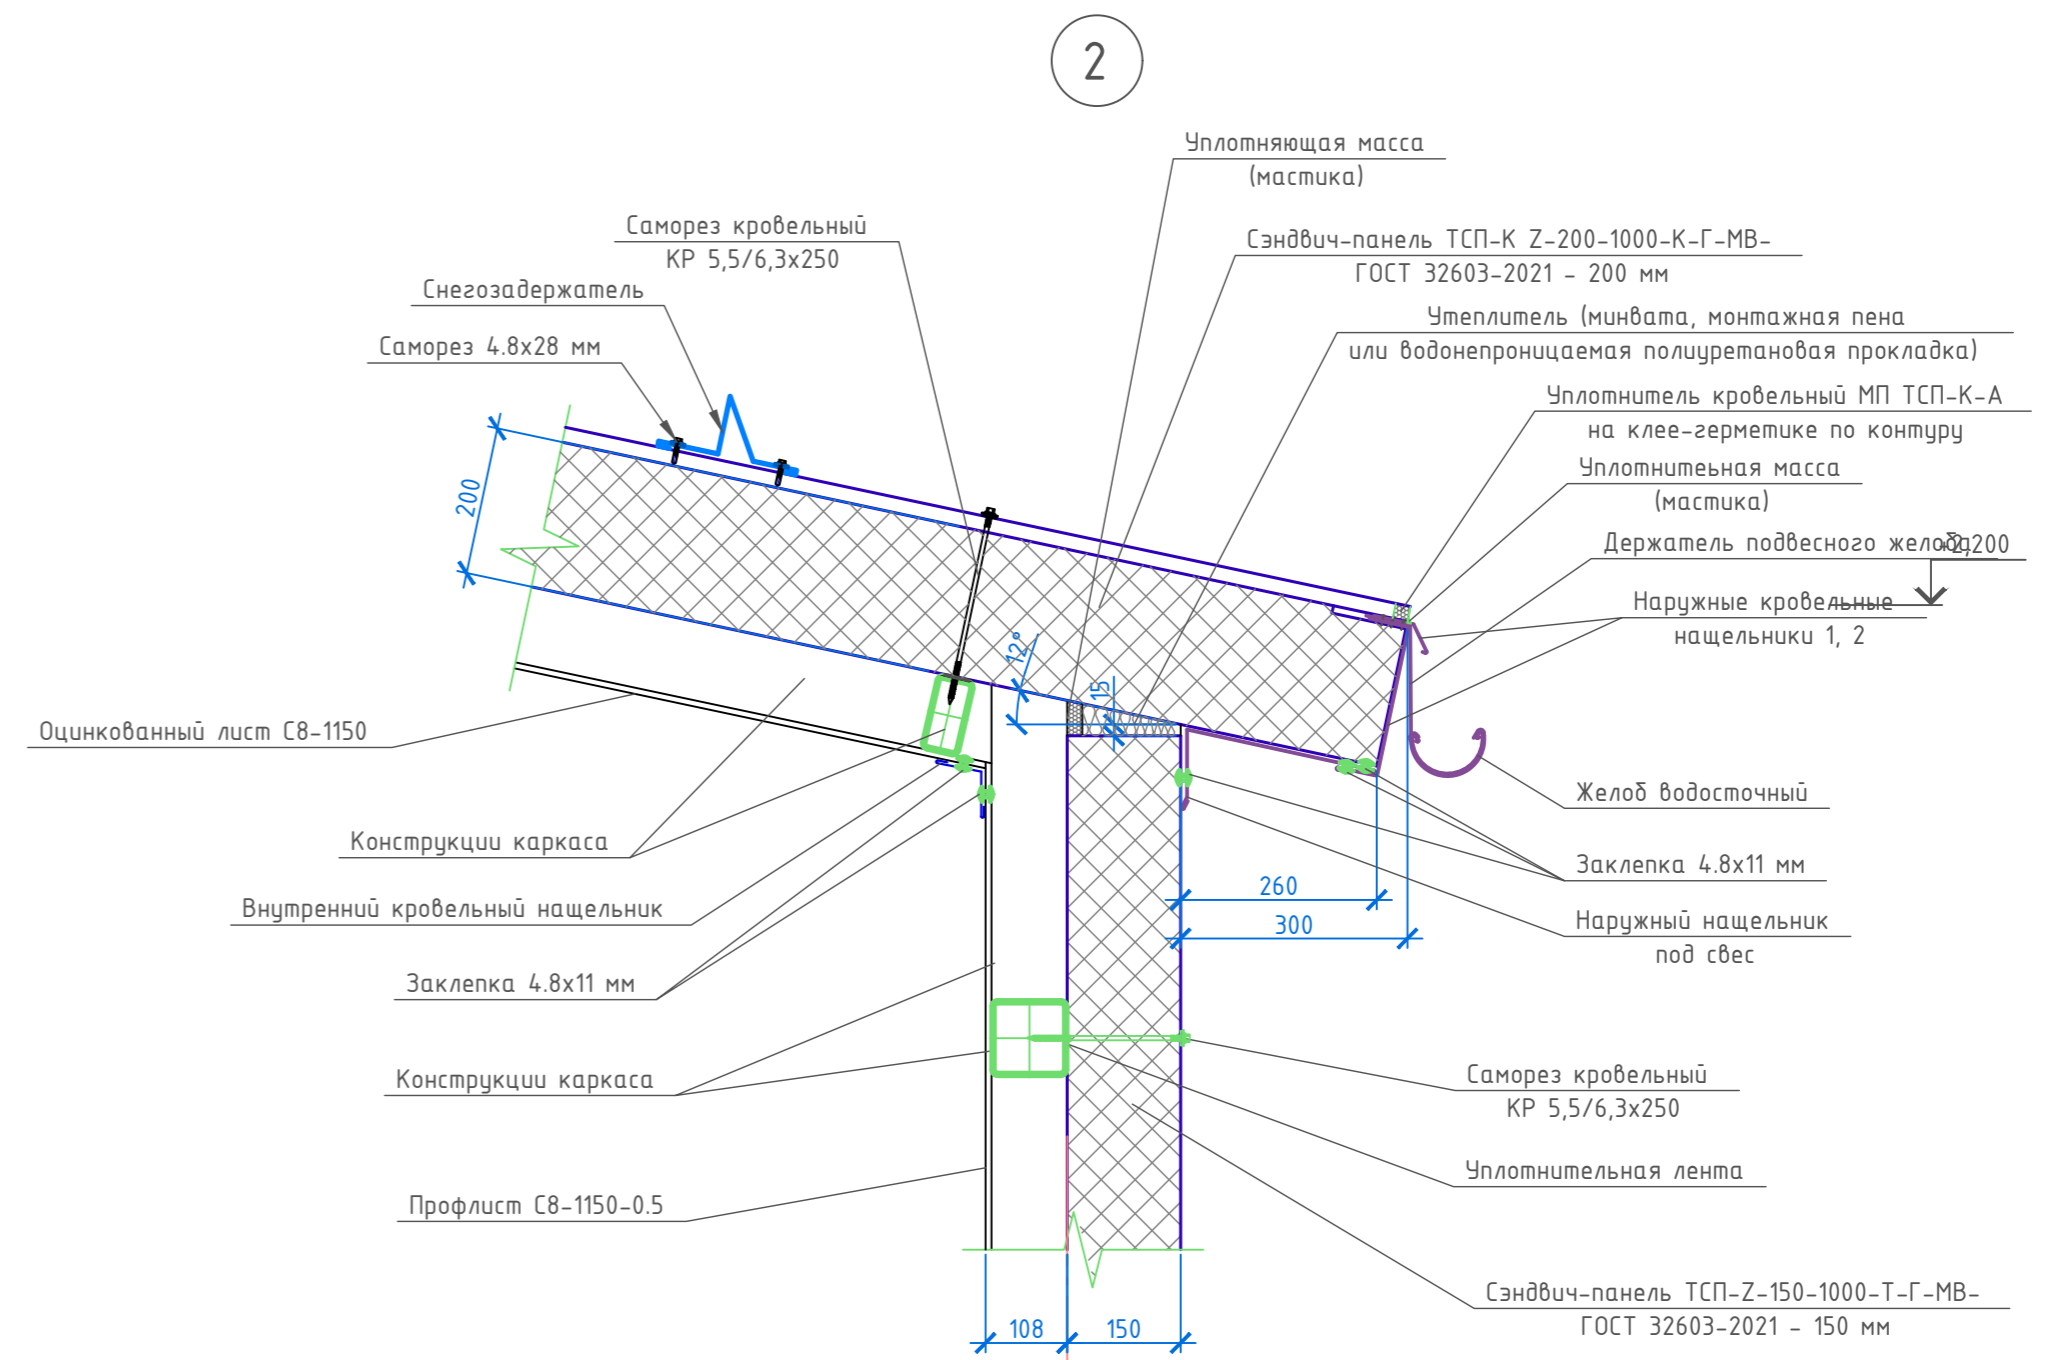 2
Уплотняющая масса
(мастика)
Саморез кровельный
КР 5,5/6,3х250
Сэндвич-панель ТСП-К Z-200-1000-К-Г-МВ-
ГОСТ 32603-2021 - 200 мм
Снегозадержатель
Утеплитель (минвата, монтажная пена
или водонепроницаемая полиуретановая прокладка)
Саморез 4.8х28 мм
Уплотнитель кровельный МП ТСП-К-А
на клее-герметике по контуру
Уплотнитеьная масса
(мастика)
200
Держатель подвесного желоба
+2,200
Наружные кровельные
нащельники 1, 2
12°
15
Оцинкованный лист С8-1150
Желоб водосточный
Конструкции каркаса
Заклепка 4.8х11 мм
260
Внутренний кровельный нащельник
300
Наружный нащельник
под свес
Заклепка 4.8х11 мм
Конструкции каркаса
Саморез кровельный
КР 5,5/6,3х250
Уплотнительная лента
Профлист С8-1150-0.5
Сэндвич-панель ТСП-Z-150-1000-Т-Г-МВ-
ГОСТ 32603-2021 - 150 мм
108
150